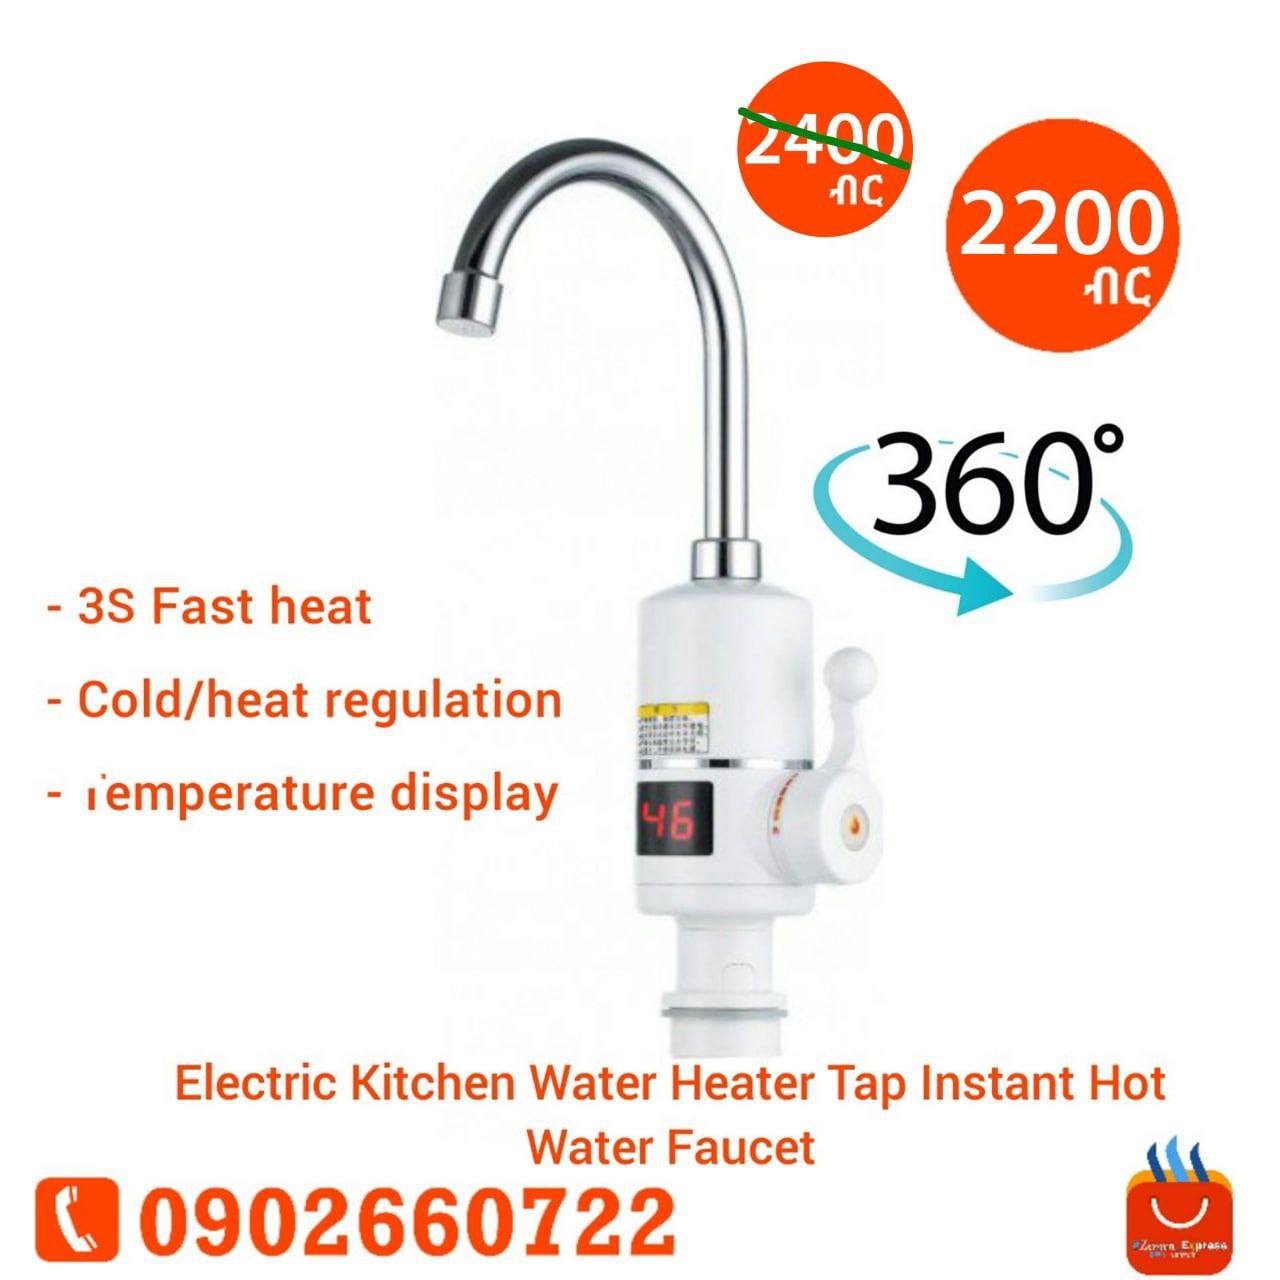 2400
ብር
2200
ብር
360°
- 3S Fast heat
- Cold/heat regulation
- Temperature display
46
Electric Kitchen Water Heater Tap Instant Hot
Water Faucet
0902660722
Express